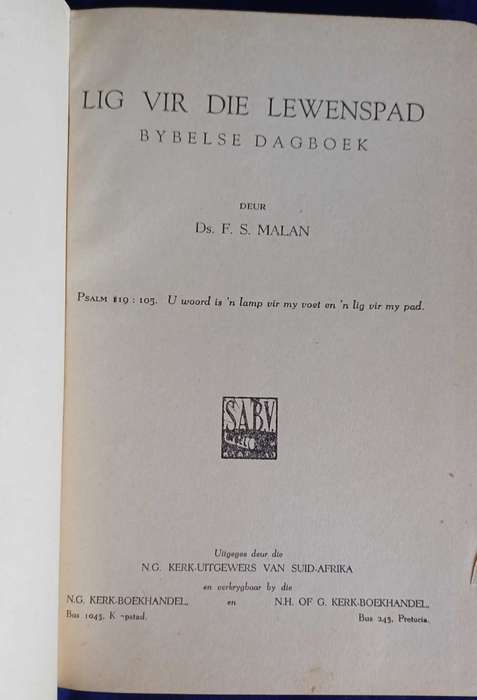 LIG VIR DIE LEWENSPAD
BYBELSE DAGBOEK
DEUR
Ds. F. S. MALAN
PSALM 119 : 105. U woord is 'n lamp vir my voet en 'n lig vir my pad.
SABV
Uitgegee deur die
N.G. KERK-UITGEWERS VAN SUID-AFRIKA
en verkrygbaar by die
N.G. KERK-BOEKHANDEL, en N.H. OF G. KERK-BOEKHANDEL,
Bus 1045, K pstad. Bus 245, Pretoria.